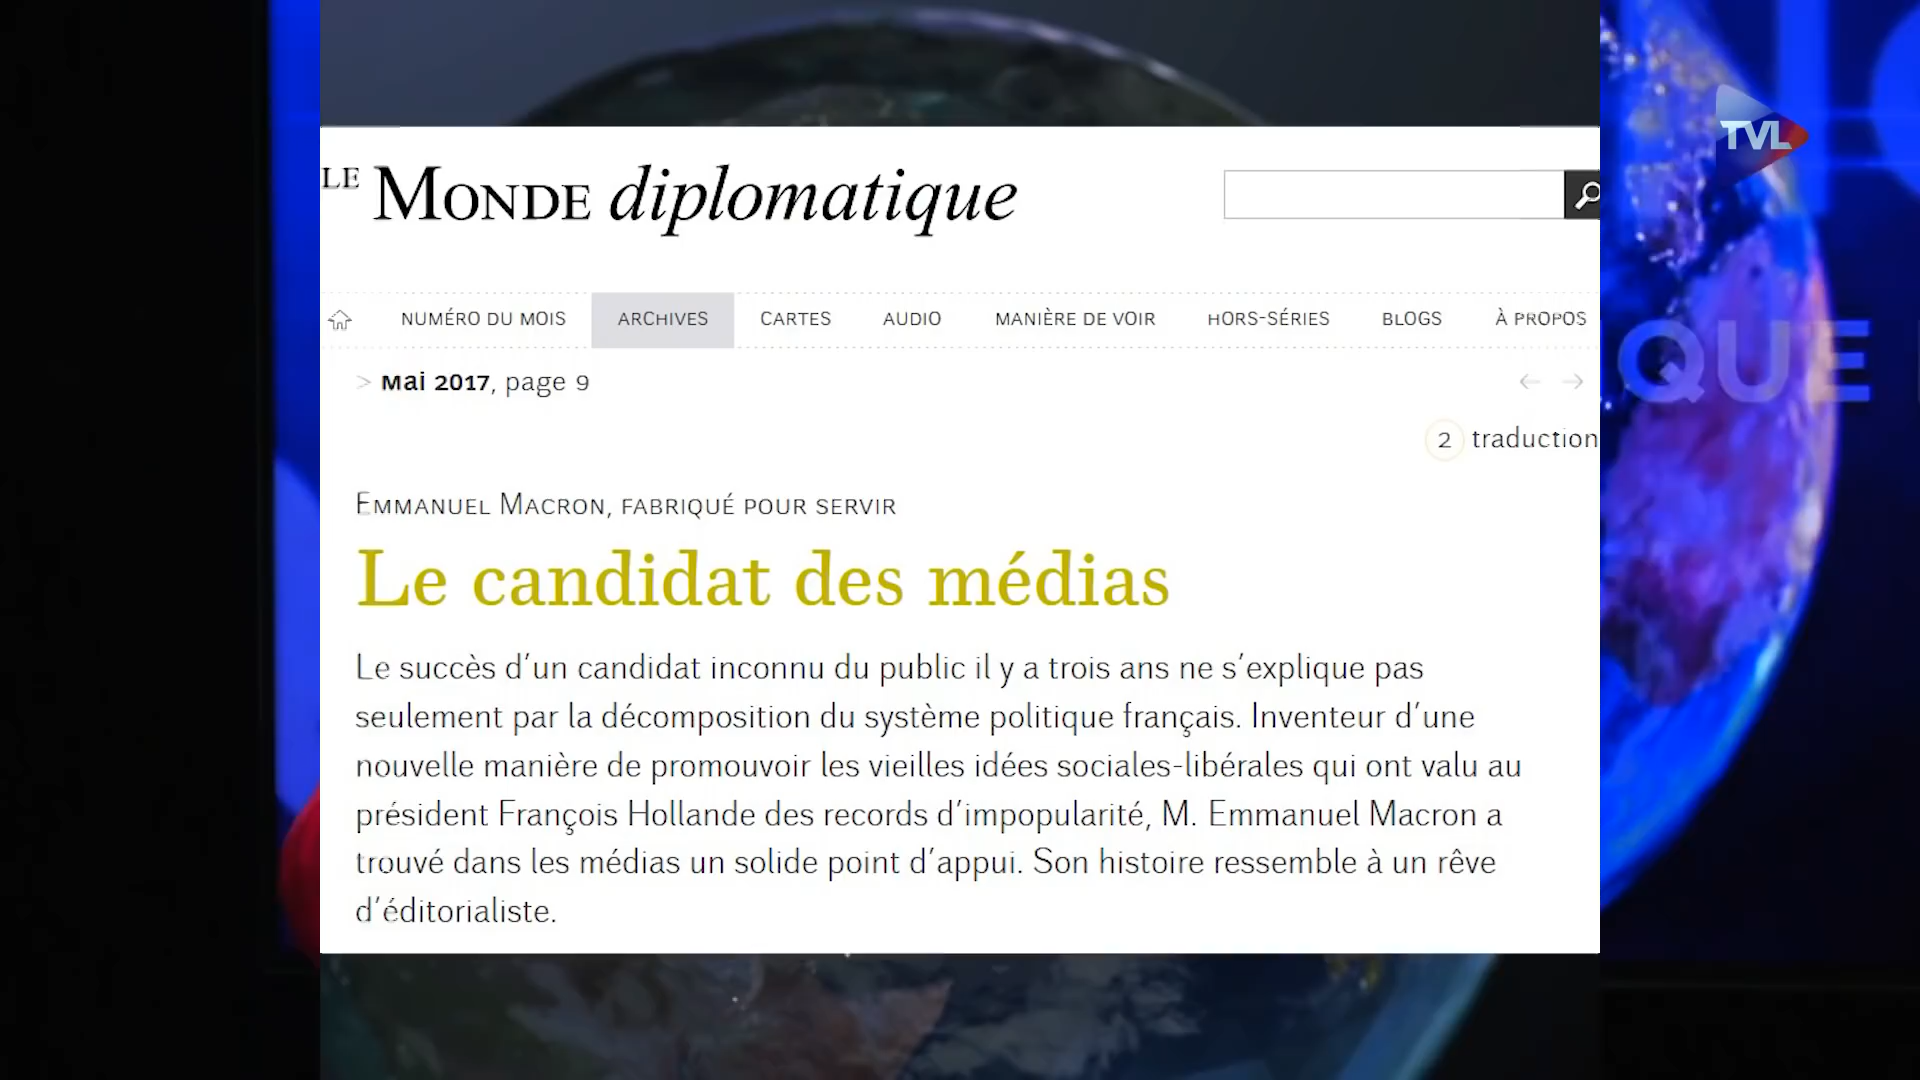 TVL
LE MONDE diplomatique
NUMÉRO DU MOIS ARCHIVES CARTES AUDIO MANIÈRE DE VOIR HORS-SÉRIES BLOGS À PROPOS
QUE
> mai 2017, page 9
2 traduction
EMMANUEL MACRON, FABRIQUÉ POUR SERVIR
Le candidat des médias
Le succès d'un candidat inconnu du public il y a trois ans ne s'explique pas
seulement par la décomposition du système politique français. Inventeur d'une
nouvelle manière de promouvoir les vieilles idées sociales-libérales qui ont valu au
président François Hollande des records d'impopularité, M. Emmanuel Macron a
trouvé dans les médias un solide point d'appui. Son histoire ressemble à un rêve
d'éditorialiste.